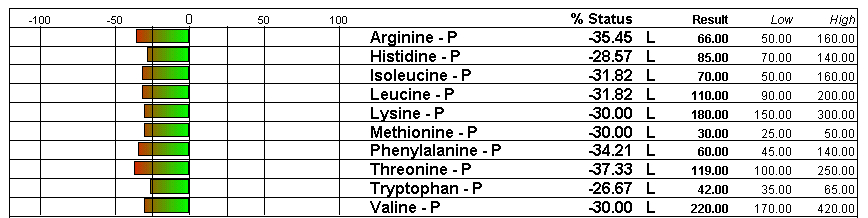 -100 -50 0 50 100 % Status Result Low High
Arginine - P -35.45 L 66.00 50.00 160.00
Histidine - P -28.57 L 85.00 70.00 140.00
Isoleucine - P -31.82 L 70.00 50.00 160.00
Leucine - P -31.82 L 110.00 90.00 200.00
Lysine - P -30.00 L 180.00 150.00 300.00
Methionine - P -30.00 L 30.00 25.00 50.00
Phenylalanine - P -34.21 L 60.00 45.00 140.00
Threonine - P -37.33 L 119.00 100.00 250.00
Tryptophan - P -26.67 L 42.00 35.00 65.00
Valine - P -30.00 L 220.00 170.00 420.00